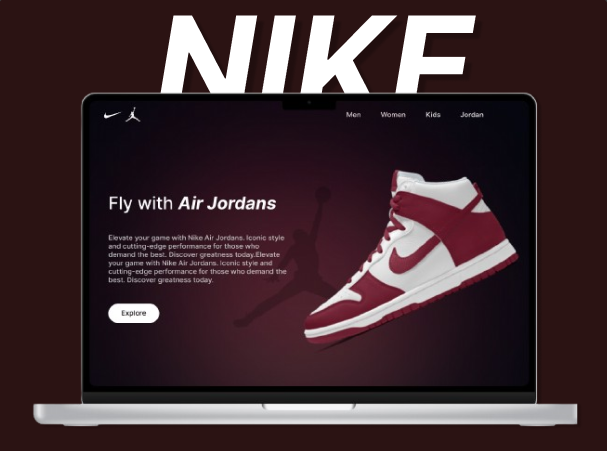 NIKE
Men Women Kids Jordan
Fly with Air Jordans
Elevate your game with Nike Air Jordans. Iconic style
and cutting-edge performance for those who
demand the best. Discover greatness today.Elevate
your game with Nike Air Jordans. Iconic style and
cutting-edge performance for those who demand the
best. Discover greatness today.
Explore